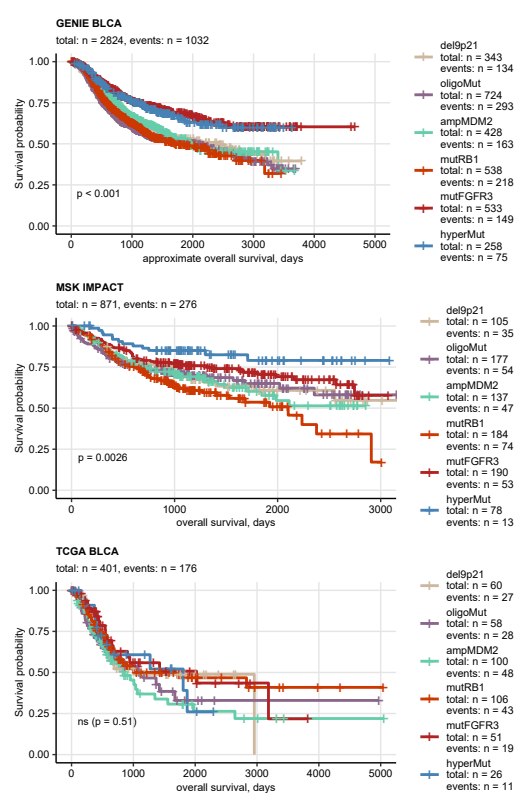 GENIE BLCA
total: n = 2824, events: n = 1032
Survival probability
1.00
0.75
0.50
0.25
0.00
p < 0.001
0
1000
2000
3000
4000
5000
approximate overall survival, days
del9p21
total: n = 343
events: n = 134
oligoMut
total: n = 724
events: n = 293
ampMDM2
total: n = 428
events: n = 163
mutRB1
total: n = 538
events: n = 218
mutFGFR3
total: n = 533
events: n = 149
hyperMut
total: n = 258
events: n = 75
MSK IMPACT
total: n = 871, events: n = 276
Survival probability
1.00
0.75
0.50
0.25
0.00
p = 0.0026
0
1000
2000
3000
overall survival, days
del9p21
total: n = 105
events: n = 35
oligoMut
total: n = 177
events: n = 54
ampMDM2
total: n = 137
events: n = 47
mutRB1
total: n = 184
events: n = 74
mutFGFR3
total: n = 190
events: n = 53
hyperMut
total: n = 78
events: n = 13
TCGA BLCA
total: n = 401, events: n = 176
Survival probability
1.00
0.75
0.50
0.25
0.00
ns (p = 0.51)
0
1000
2000
3000
4000
5000
overall survival, days
del9p21
total: n = 60
events: n = 27
oligoMut
total: n = 58
events: n = 28
ampMDM2
total: n = 100
events: n = 48
mutRB1
total: n = 106
events: n = 43
mutFGFR3
total: n = 51
events: n = 19
hyperMut
total: n = 26
events: n = 11